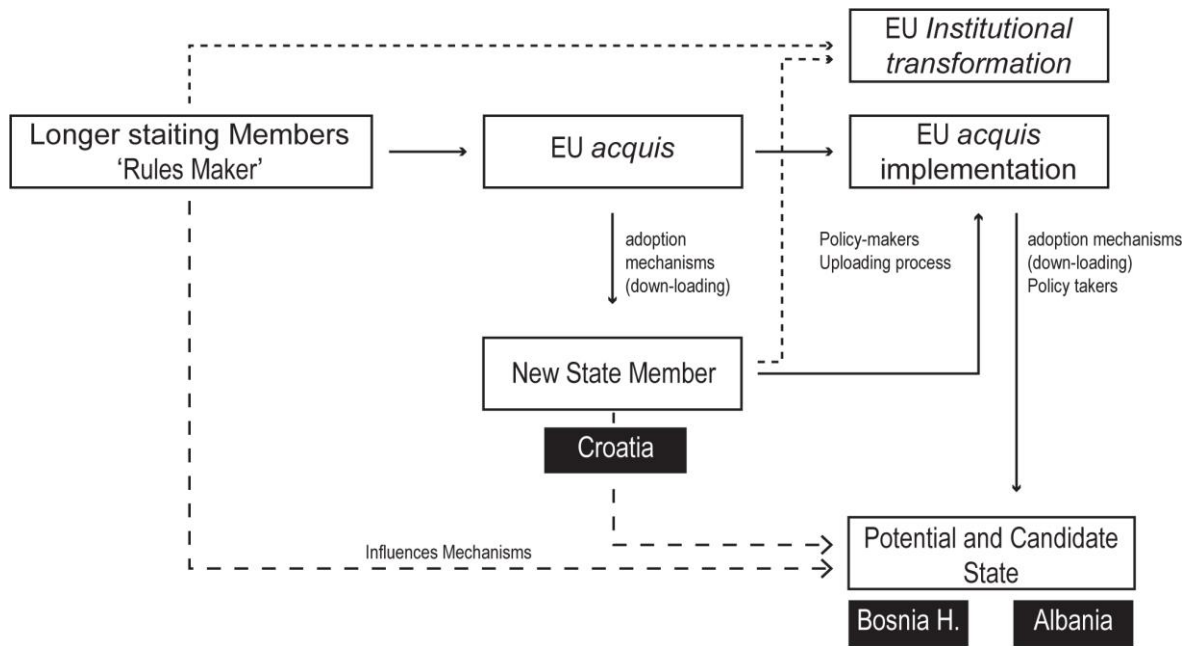 EU Institutional
transformation
Longer staiting Members
‘Rules Maker’
EU acquis
EU acquis
implementation
adoption
mechanisms
(down-loading)
Policy-makers
Uploading process
adoption mechanisms
(down-loading)
Policy takers
New State Member
Croatia
Influences Mechanisms
Potential and Candidate
State
Bosnia H.
Albania